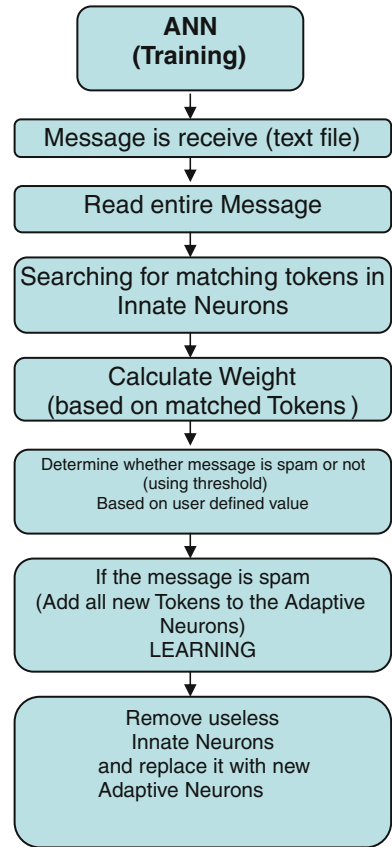 ANN
(Training)
Message is receive (text file)
Read entire Message
Searching for matching tokens in
Innate Neurons
Calculate Weight
(based on matched Tokens )
Determine whether message is spam or not
(using threshold)
Based on user defined value
If the message is spam
(Add all new Tokens to the Adaptive
Neurons)
LEARNING
Remove useless
Innate Neurons
and replace it with new
Adaptive Neurons